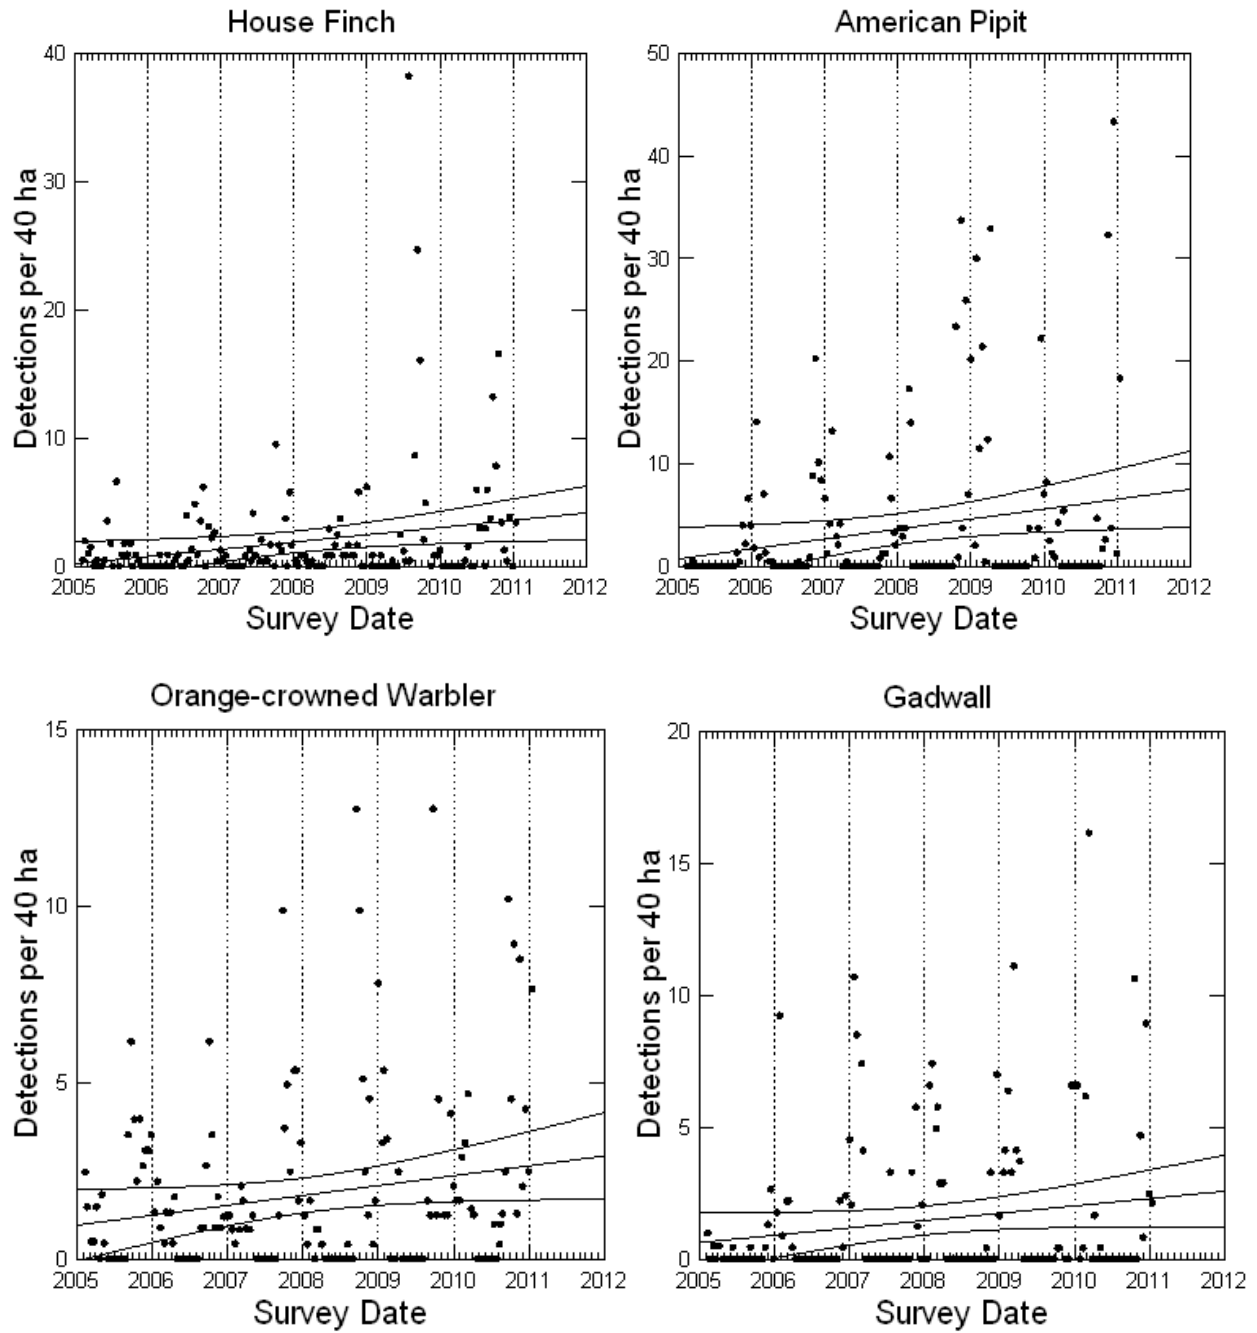 House Finch
American Pipit
40
30
20
10
0
Detections per 40 ha
2005 2006 2007 2008 2009 2010 2011 2012
Survey Date
50
40
30
20
10
0
Detections per 40 ha
2005 2006 2007 2008 2009 2010 2011 2012
Survey Date
Orange-crowned Warbler
Gadwall
15
10
5
0
Detections per 40 ha
2005 2006 2007 2008 2009 2010 2011 2012
Survey Date
20
15
10
5
0
Detections per 40 ha
2005 2006 2007 2008 2009 2010 2011 2012
Survey Date